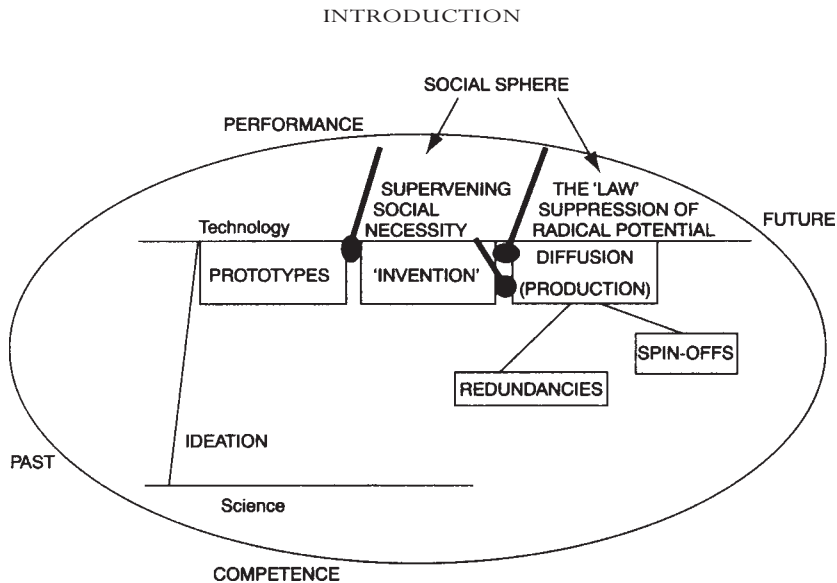 INTRODUCTION
SOCIAL SPHERE
PERFORMANCE
SUPERVENING
SOCIAL
NECESSITY
THE 'LAW'
SUPPRESSION OF
RADICAL POTENTIAL
FUTURE
Technology
PROTOTYPES
'INVENTION'
DIFFUSION
(PRODUCTION)
SPIN-OFFS
REDUNDANCIES
IDEATION
PAST
Science
COMPETENCE